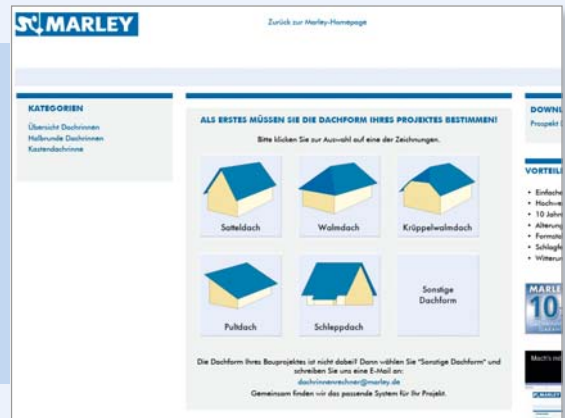 MARLEY
Zurück zur Marley-Homepage
KATEGORIEN
Übersicht Dachrinnen
Halbrunde Dachrinnen
Kastendachrinne
ALS ERSTES MÜSSEN SIE DIE DACHFORM IHRES PROJEKTES BESTIMMEN!
Bitte klicken Sie zur Auswahl auf eine der Zeichnungen.
Satteldach
Walmdach
Krüppelwalmdach
Pultdach
Schleppdach
Sonstige
Dachform
Die Dachform Ihres Bauprojektes ist nicht dabei? Dann wählen Sie "Sonstige Dachform" und
schreiben Sie uns eine E-Mail an:
dachrinnenrechner@marley.de
Gemeinsam finden wir das passende System für Ihr Projekt.
DOWNL
Prospekt
VORTEIL
• Einfache
• Hochwe
• 10 Jahr
• Alterun
• Formsta
• Schlagfe
• Witteru
MARLE
10